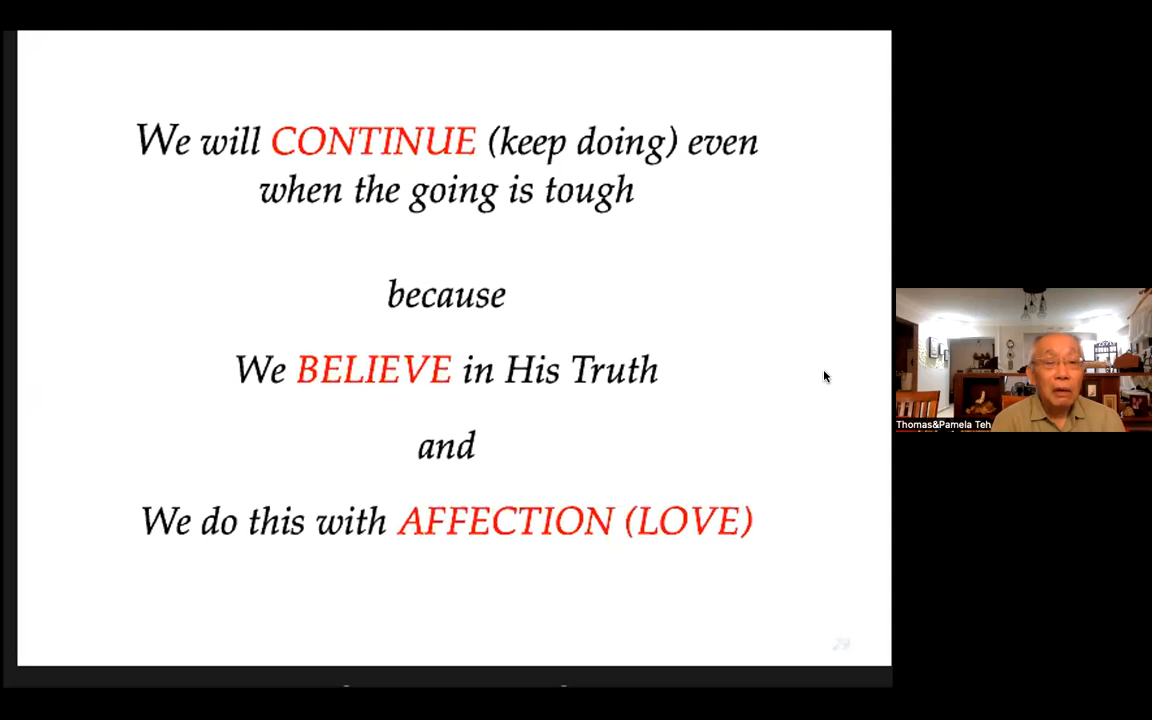 We will CONTINUE (keep doing) even
when the going is tough
because
We BELIEVE in His Truth
and
We do this with AFFECTION (LOVE)
29
Thomas&Pamela Teh